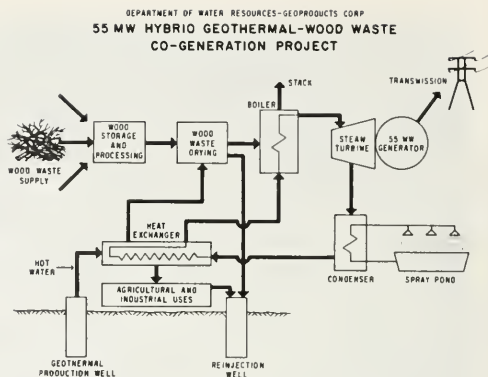 DEPARTMENT OF WATER RESOURCES-GEOPRODUCTS CORP
55 MW HYBRID GEOTHERMAL-WOOD WASTE
CO-GENERATION PROJECT
STACK
TRANSMISSION
BOILER
WOOD
STORAGE
AND
PROCESSING
WOOD
WASTE
DRYING
STEAM
TURBINE
55 MW
GENERATOR
WOOD WASTE
SUPPLY
HEAT
EXCHANGER
HOT
WATER
CONDENSER
SPRAY POND
AGRICULTURAL AND
INDUSTRIAL USES
GEOTHERMAL
PRODUCTION WELL
REINJECTION
WELL